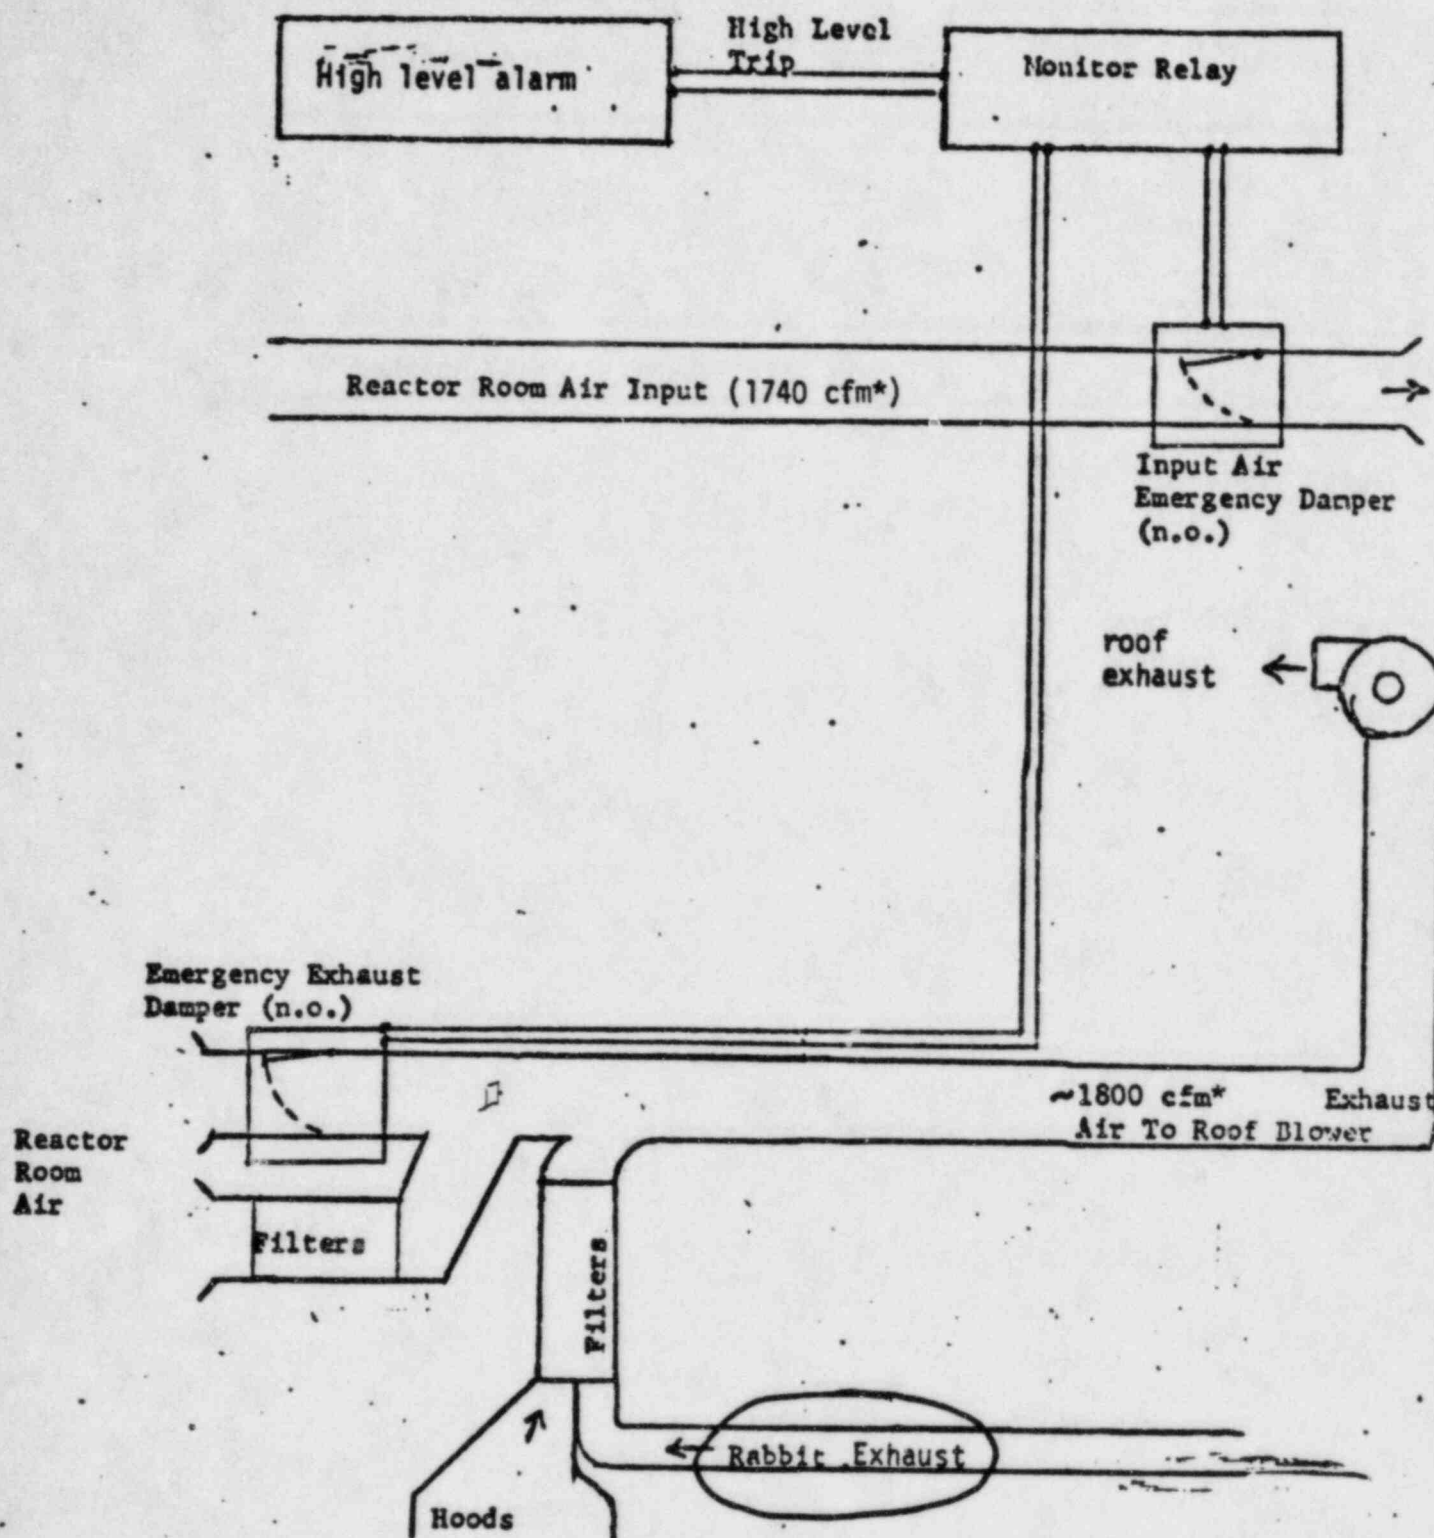 High Level
Trip
High level alarm
Monitor Relay
Reactor Room Air Input (1740 cfm*)
Input Air
Emergency Damper
(n.o.)
roof
exhaust
Emergency Exhaust
Damper (n.o.)
~1800 cfm* Exhaust
Air To Roof Blower
Reactor
Room
Air
Filters
Filters
Rabbit Exhaust
Hoods